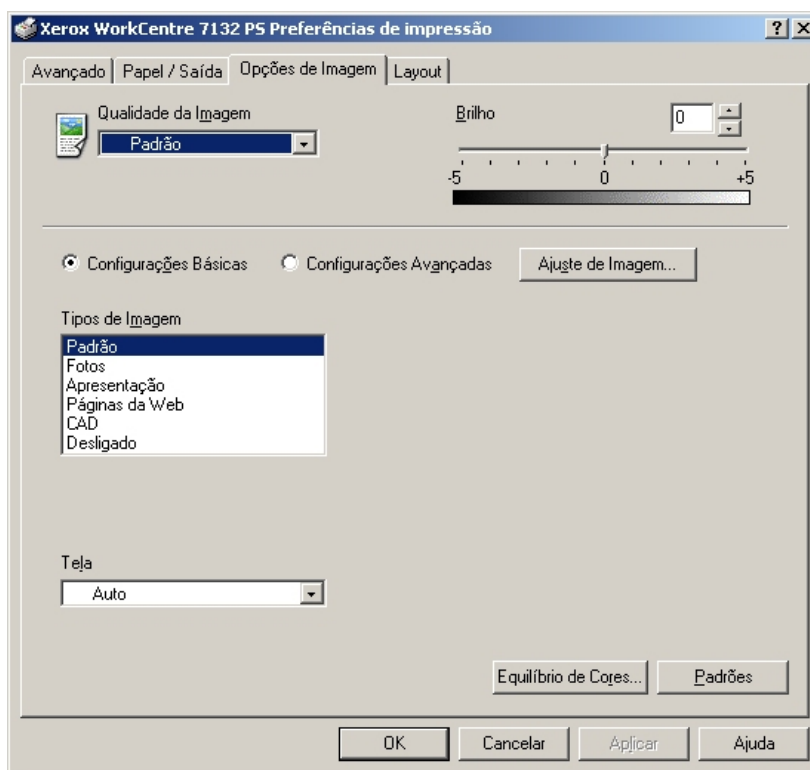 Xerox WorkCentre 7132 PS Preferências de impressão
Avançado Papel / Saída Opções de Imagem Layout
Qualidade da Imagem Brilho 0
Padrão
-5 0 +5
Configurações Básicas Configurações Avançadas Ajuste de Imagem...
Tipos de Imagem
Padrão
Fotos
Apresentação
Páginas da Web
CAD
Desligado
Tela
Auto
Equilíbrio de Cores... Padrões
OK Cancelar Aplicar Ajuda